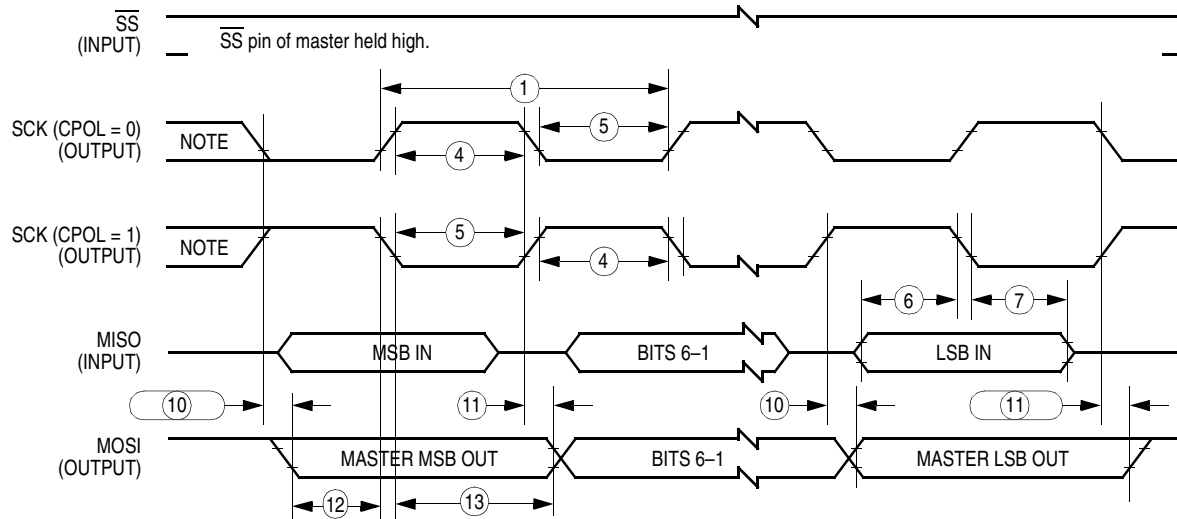 SS
(INPUT)
SS pin of master held high.
1
SCK (CPOL = 0)
(OUTPUT)
NOTE
5
4
SCK (CPOL = 1)
(OUTPUT)
NOTE
5
4
6
7
MISO
(INPUT)
MSB IN
BITS 6–1
LSB IN
10
11
10
11
MOSI
(OUTPUT)
MASTER MSB OUT
BITS 6–1
MASTER LSB OUT
12
13